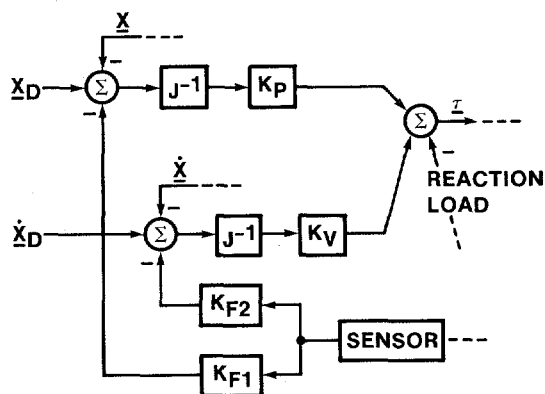 X
X_D
Σ
J⁻¹
K_P
Σ
τ
REACTION
LOAD
Ẋ
Ẋ_D
Σ
J⁻¹
K_V
K_F2
SENSOR
K_F1